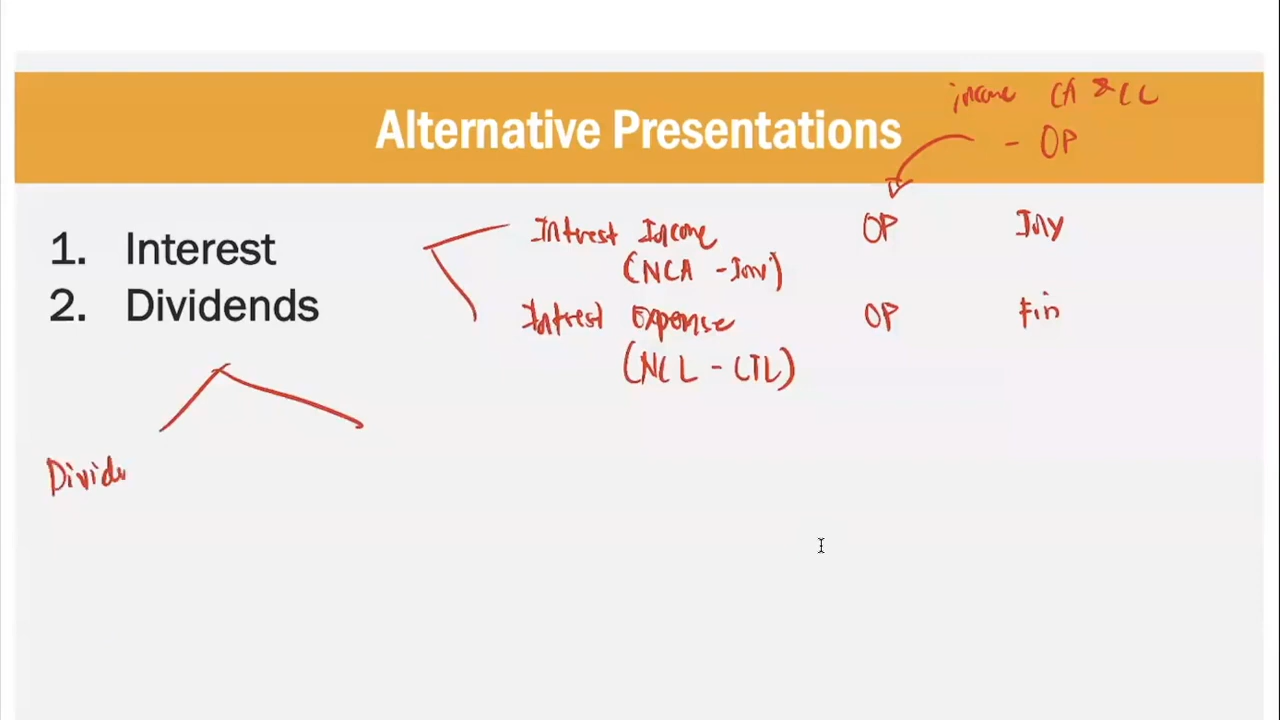 income CA & CL
Alternative Presentations
- OP
1. Interest
2. Dividends
Interest Income OP Inv
(NCA - Inv)
Interest Expense OP Fin
(NCL - LTL)
Divide